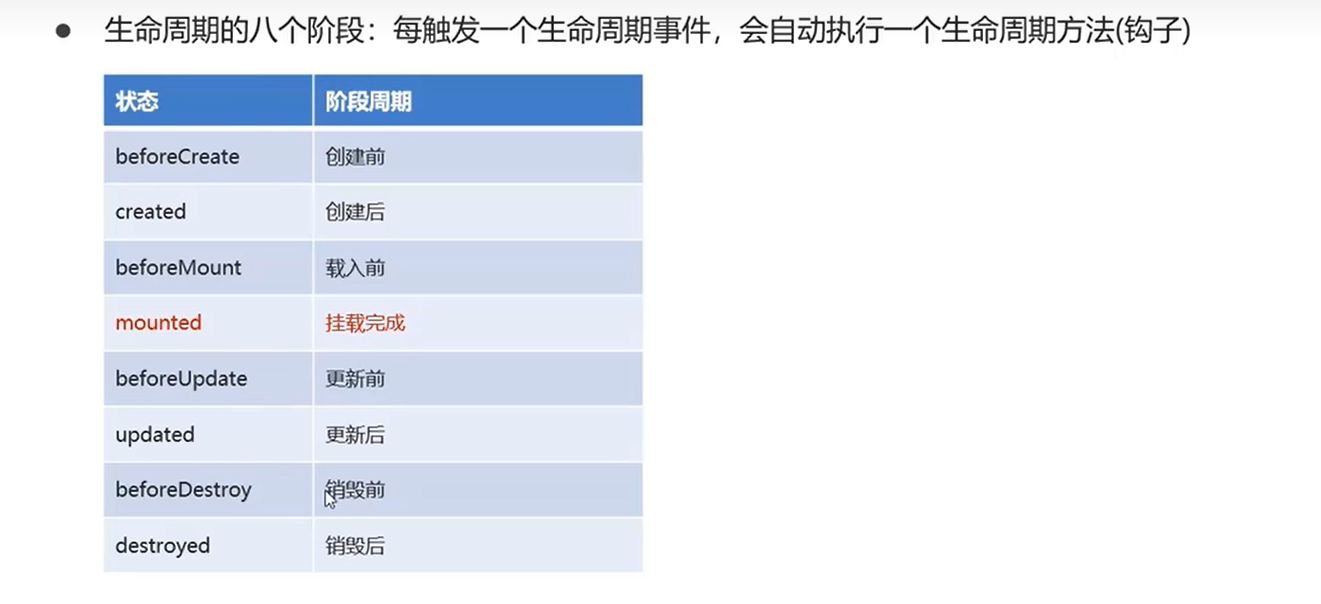 ● 生命周期的八个阶段：每触发一个生命周期事件，会自动执行一个生命周期方法(钩子)
状态 阶段周期
beforeCreate 创建前
created 创建后
beforeMount 载入前
mounted 挂载完成
beforeUpdate 更新前
updated 更新后
beforeDestroy 销毁前
destroyed 销毁后